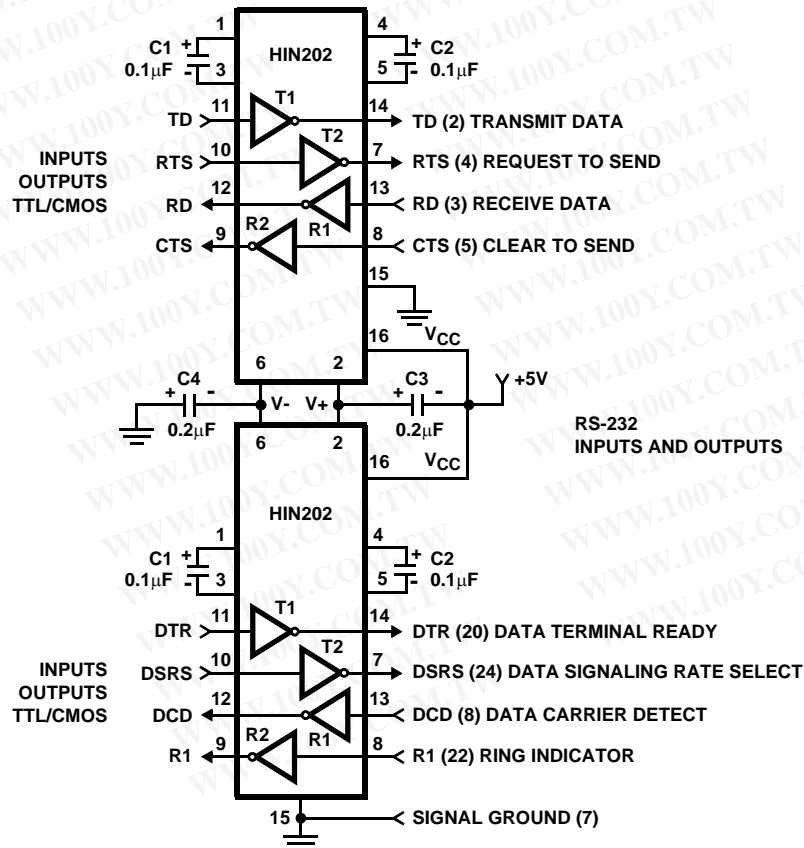 WWW.100Y.COM.TW
1
4
C1 +
HIN202
+ C2
0.1μF
3
-
5
-
0.1μF
TD
11
T1
14
TD (2) TRANSMIT DATA
INPUTS
OUTPUTS
TTL/CMOS
RTS
10
T2
7
RTS (4) REQUEST TO SEND
RD
12
R1
13
RD (3) RECEIVE DATA
CTS
9
R2
8
CTS (5) CLEAR TO SEND
15
16
VCC
6
2
C4
+ -
0.2μF
V-
V+
C3
+ -
0.2μF
+5V
RS-232
INPUTS AND OUTPUTS
6
2
16
VCC
HIN202
1
4
C1 +
+ C2
0.1μF
3
-
5
-
0.1μF
DTR
11
T1
14
DTR (20) DATA TERMINAL READY
INPUTS
OUTPUTS
TTL/CMOS
DSRS
10
T2
7
DSRS (24) DATA SIGNALING RATE SELECT
DCD
12
R1
13
DCD (8) DATA CARRIER DETECT
R1
9
R2
8
R1 (22) RING INDICATOR
15
SIGNAL GROUND (7)